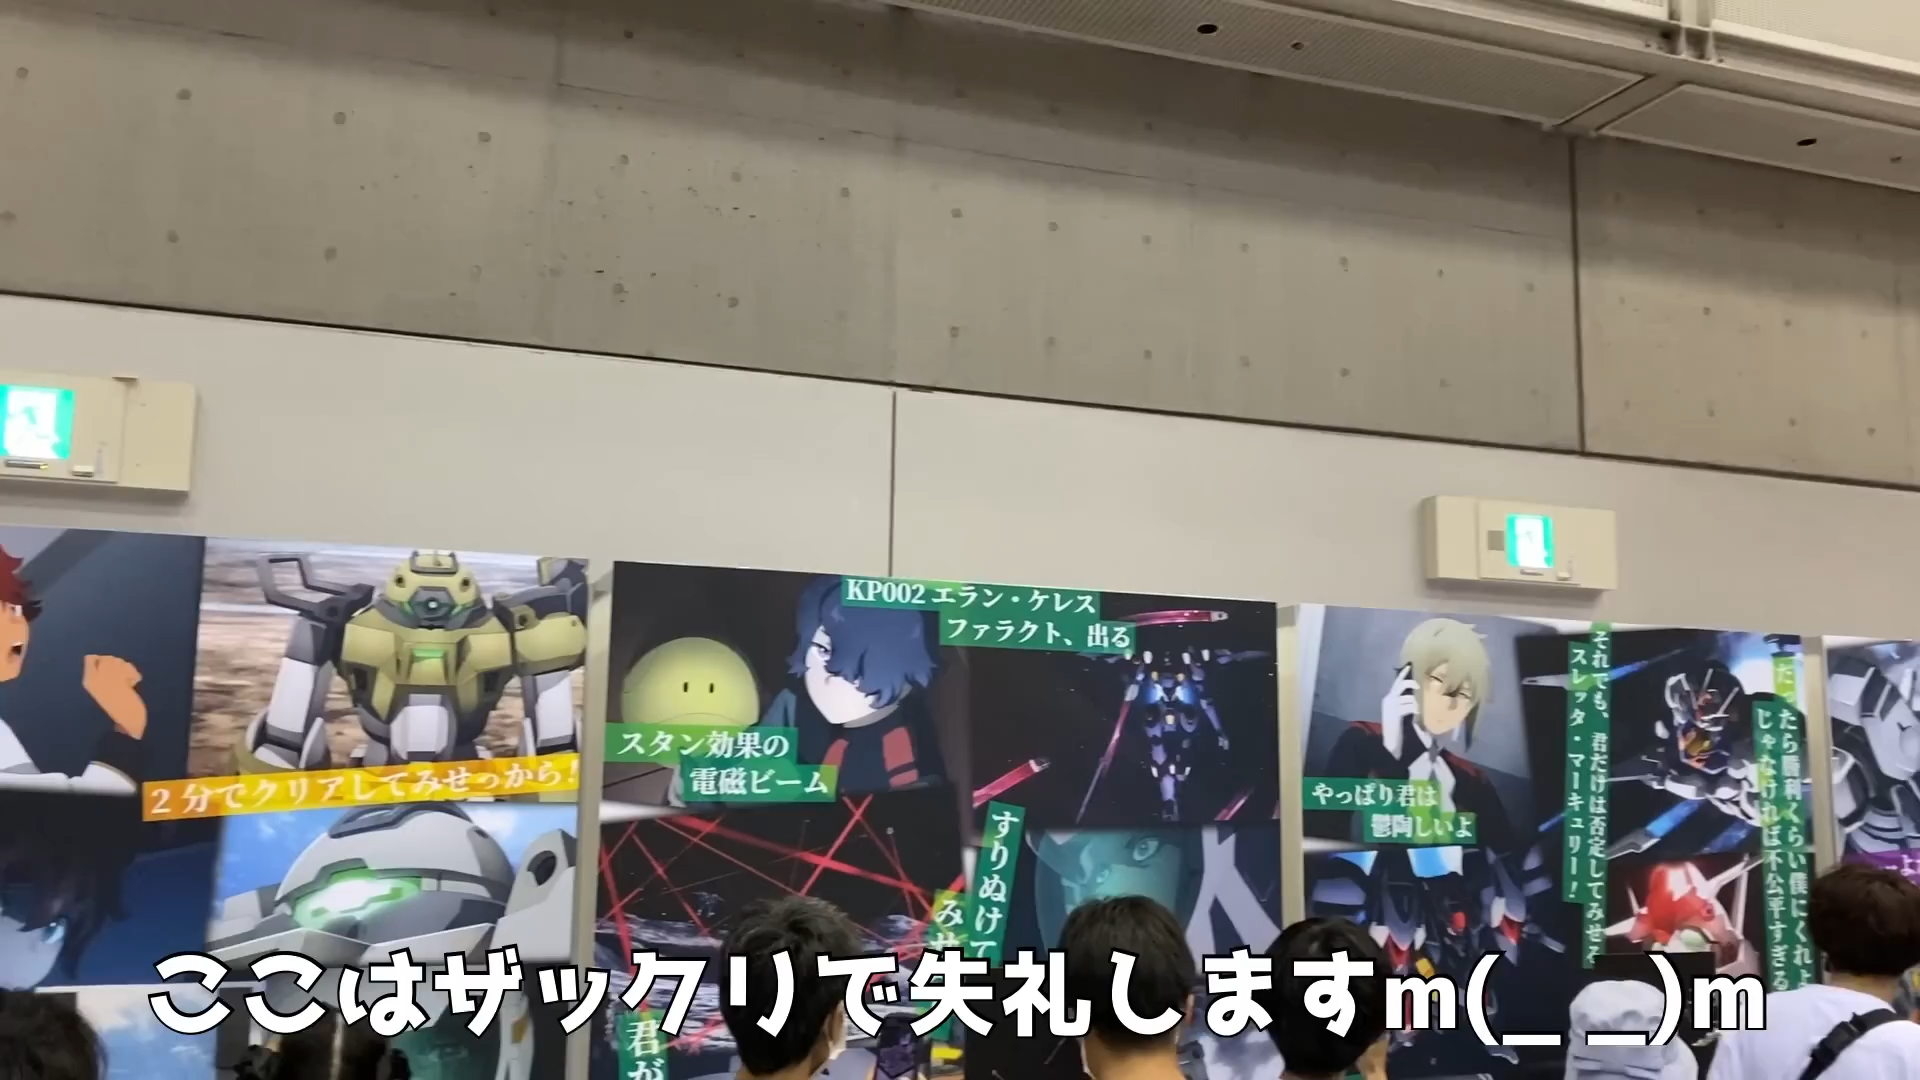 2分でクリアしてみせっから!
KP002 エラン・ケレス
ファラクト、出る
スタン効果の
電磁ビーム
すりぬけて
みせ
君が
やっぱり君は
鬱陶しいよ
それでも、君だけは否定してみせる
スレッタ・マーキュリー!
たら勝利くらい僕にくれよ
じゃなければ不公平すぎる
ここはザックリで失礼しますm(_ _)m